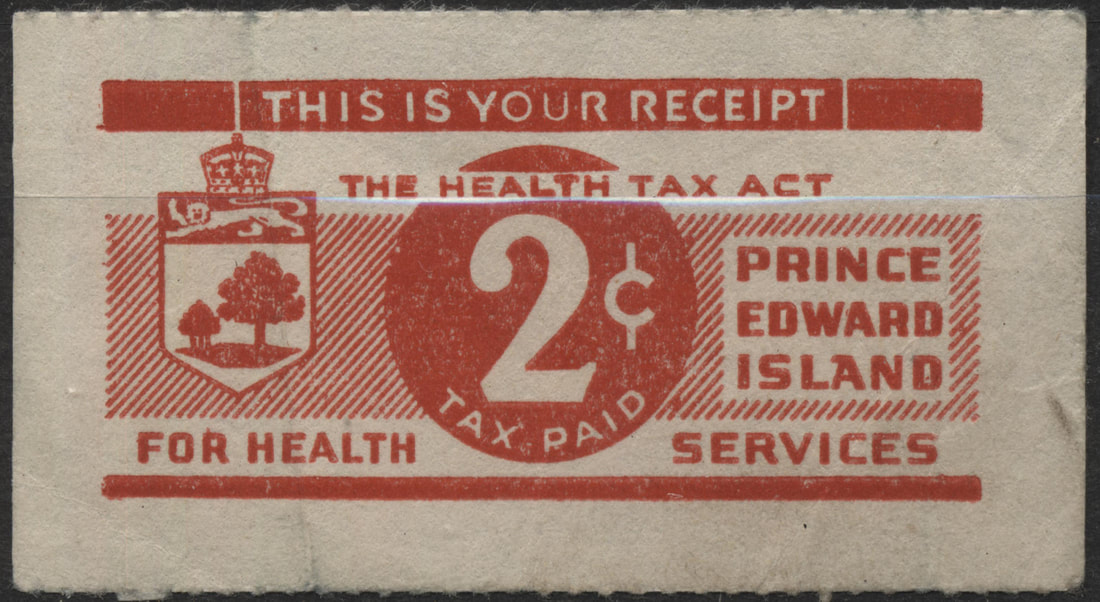 THIS IS YOUR RECEIPT
THE HEALTH TAX ACT
2¢
TAX PAID
PRINCE
EDWARD
ISLAND
FOR HEALTH SERVICES